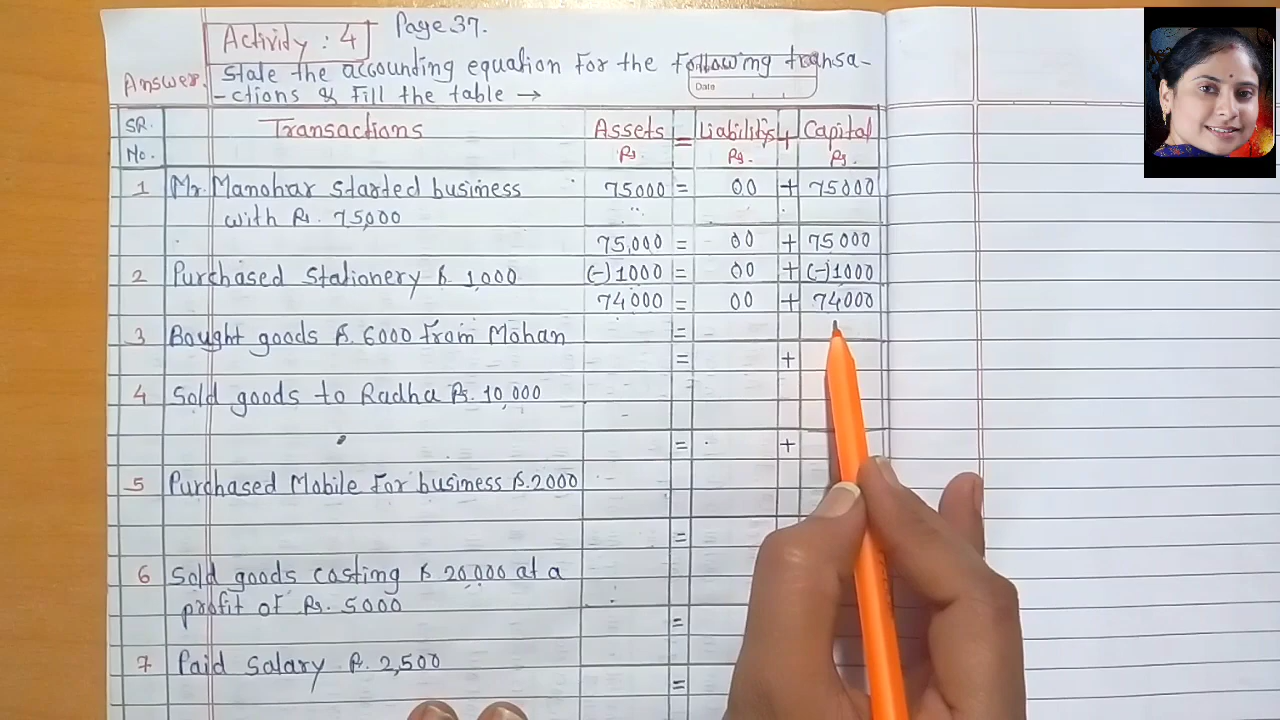 Activity : 4 Page 37.
Answer. State the accounting equation for the following transa-
-ctions & Fill the table →
Date
SR. No. Transactions Assets Rs. = Liabilitys Rs. + Capital Rs.
1 Mr. Manohar started business 75000 = 00 + 75000
with Rs. 75,000
75,000 = 00 + 75000
2 Purchased Stationery Rs. 1,000 (-)1000 = 00 + (-)1000
74000 = 00 + 74000
3 Bought goods Rs. 6000 from Mohan =
= +
4 Sold goods to Radha Rs. 10,000
= +
5 Purchased Mobile For business Rs. 2000
=
6 Sold goods costing Rs 20,000 at a
profit of Rs. 5000
=
7 Paid Salary Rs. 2,500
=